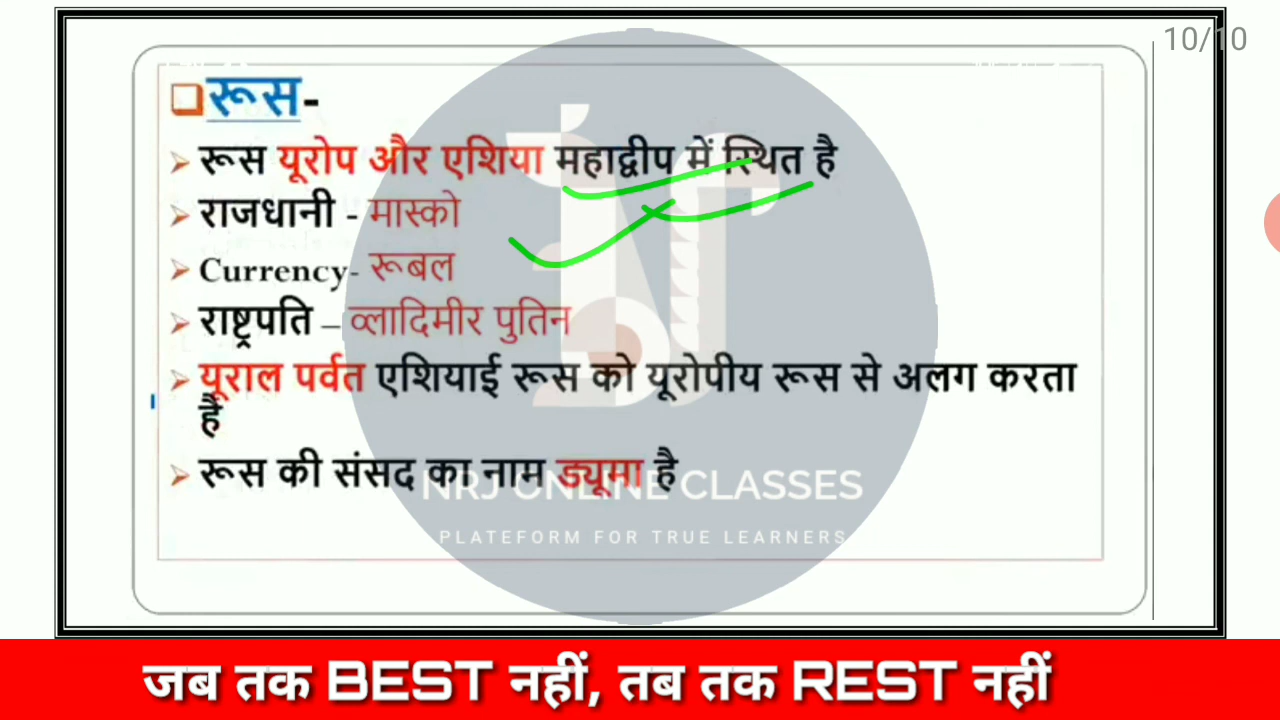 10/10
रूस-
रूस यूरोप और एशिया महाद्वीप में स्थित है
राजधानी - मास्को
Currency- रूबल
राष्ट्रपति – व्लादिमीर पुतिन
यूराल पर्वत एशियाई रूस को यूरोपीय रूस से अलग करता
है
रूस की संसद का नाम ड्यूमा है
NRJ ONLINE CLASSES
PLATEFORM FOR TRUE LEARNERS
जब तक BEST नहीं, तब तक REST नहीं